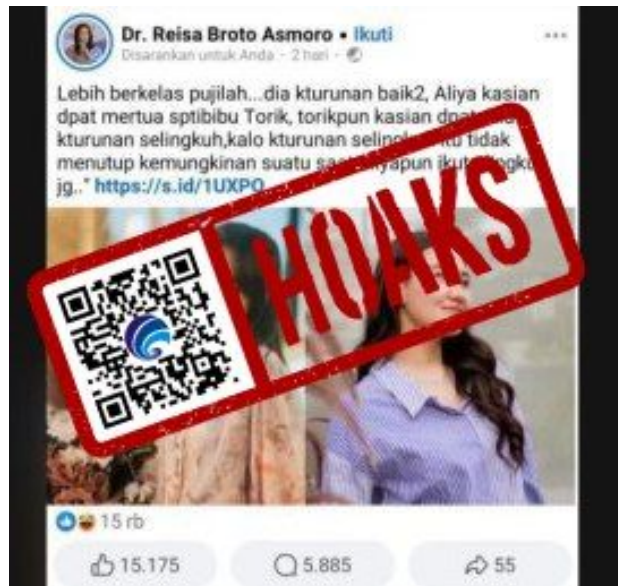 Dr. Reisa Broto Asmoro • Ikuti
Disarankan untuk Anda · 2 hari ·
Lebih berkelas pujilah...dia kturunan baik2, Aliya kasian
dpat mertua sptibibu Torik, torikpun kasian
kturunan selingkuh,kalo kturunan tidak
menutup kemungkinan suatu
jg.." https://s.id/1UXPO
HOAKS
15 rb
15.175
5.885
55